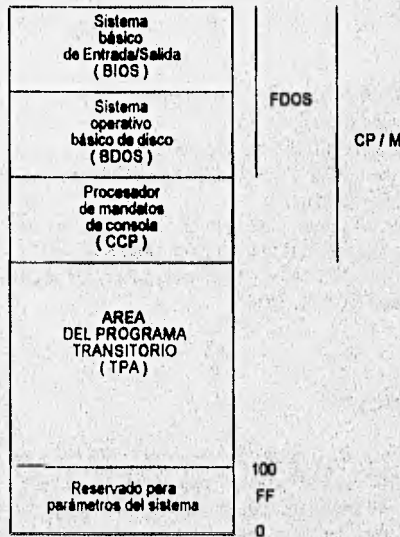 Sistema
básico
de Entrada/Salida
( BIOS )
FDOS
Sistema
operativo
básico de disco
( BDOS )
CP / M
Procesador
de mandatos
de consola
( CCP )
AREA
DEL PROGRAMA
TRANSITORIO
( TPA )
100
Reservado para
parámetros del sistema
FF
0